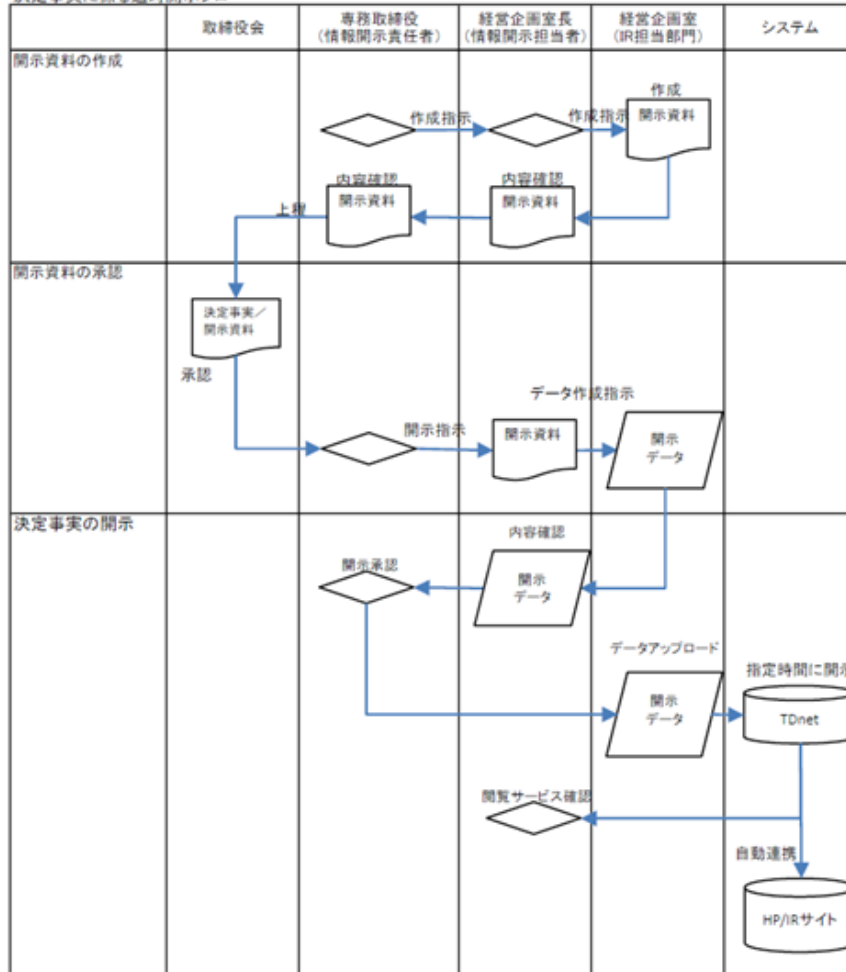 取締役会
専務取締役
(情報開示責任者)
経営企画室長
(情報開示担当者)
経営企画室
(IR担当部門)
システム
開示資料の作成
作成
作成指示
作成指示
開示資料
内容確認
内容確認
開示資料
開示資料
上程
開示資料の承認
決定事実/
開示資料
承認
データ作成指示
開示指示
開示資料
開示
データ
決定事実の開示
内容確認
開示承認
開示
データ
データアップロード
指定時間に開示
開示
データ
TDnet
閲覧サービス確認
自動連携
HP/IRサイト